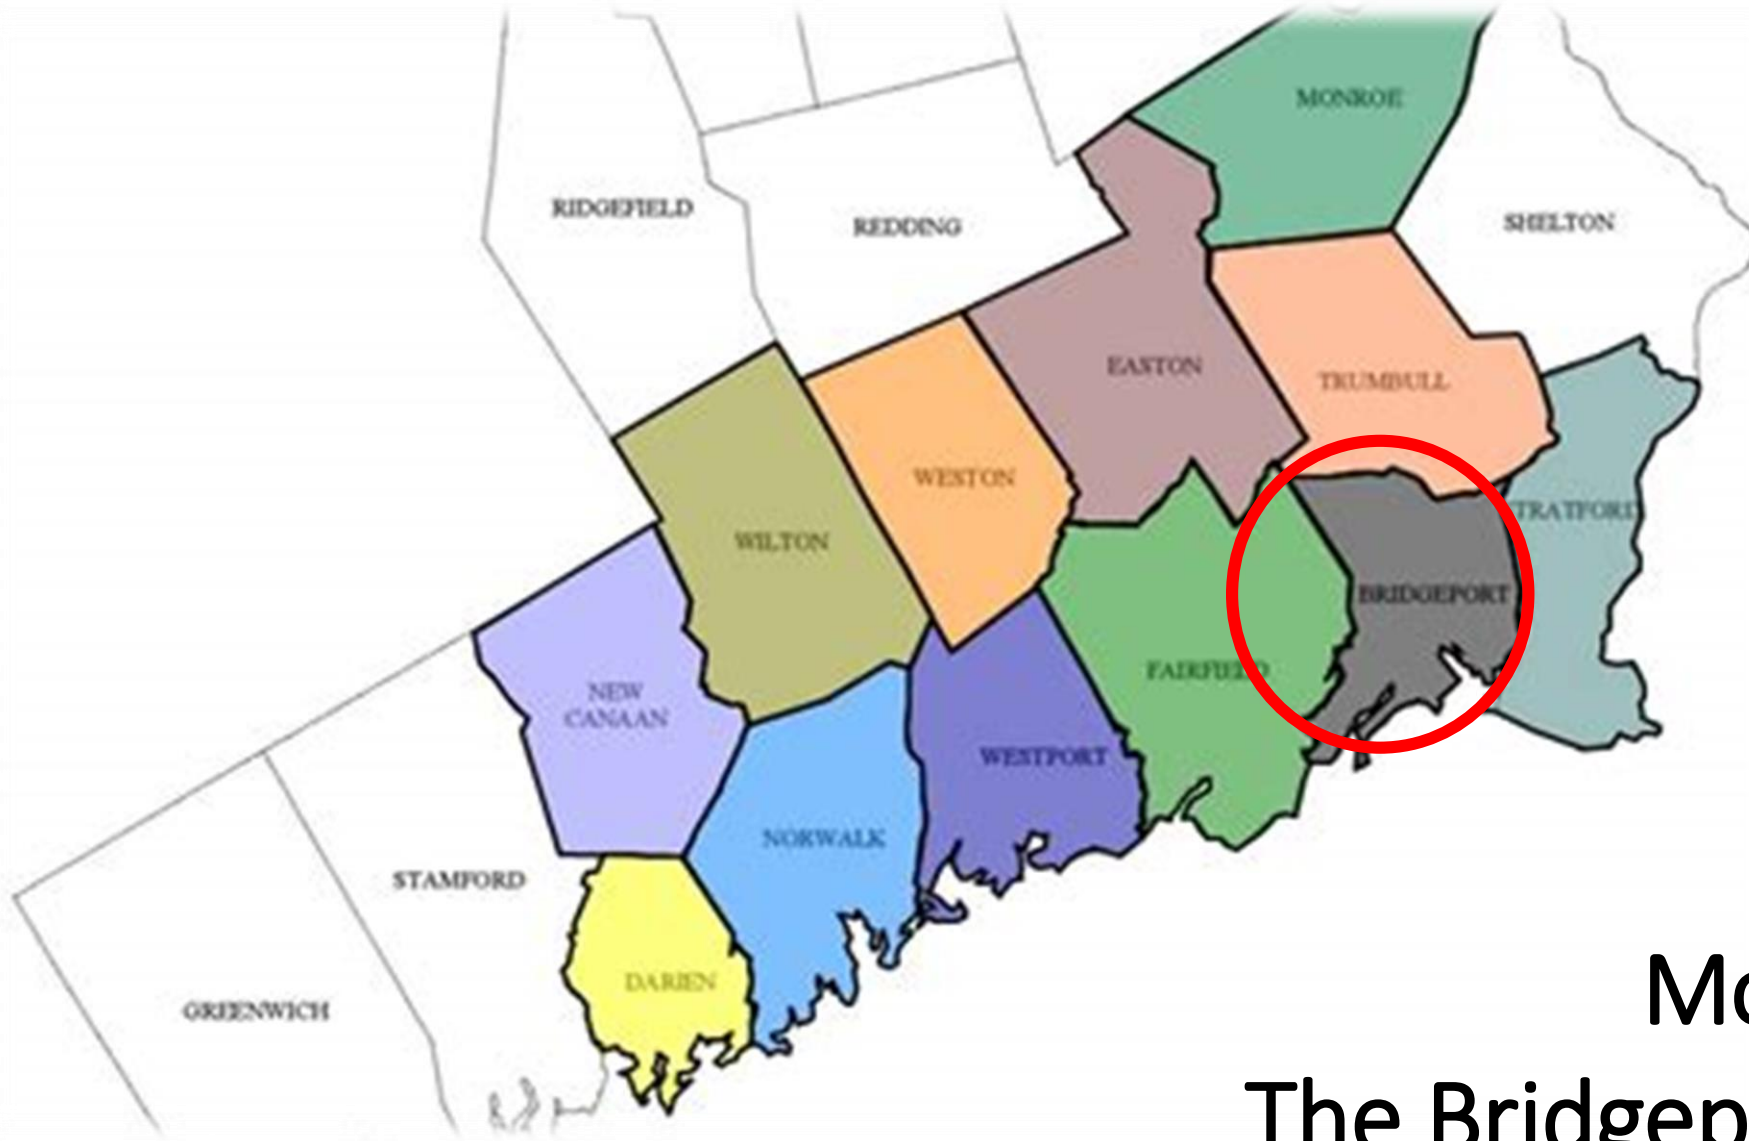 MONROE
RIDGEFIELD
REDDING
SHELTON
EASTON
TRUMBULL
WESTON
TRATFORD
WILTON
BRIDGEPORT
FAIRFIELD
NEW
CANAAN
WESTPORT
NORWALK
STAMFORD
DARIEN
GREENWICH
Mo
The Bridgep